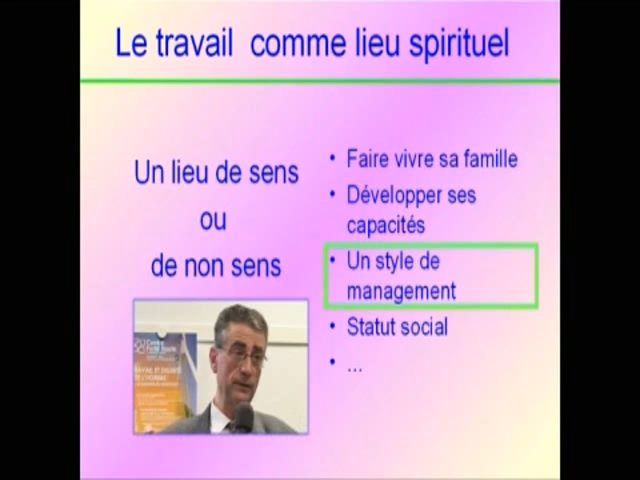 Le travail comme lieu spirituel
Un lieu de sens
ou
de non sens
• Faire vivre sa famille
• Développer ses
capacités
• Un style de
management
• Statut social
• ...
Centre